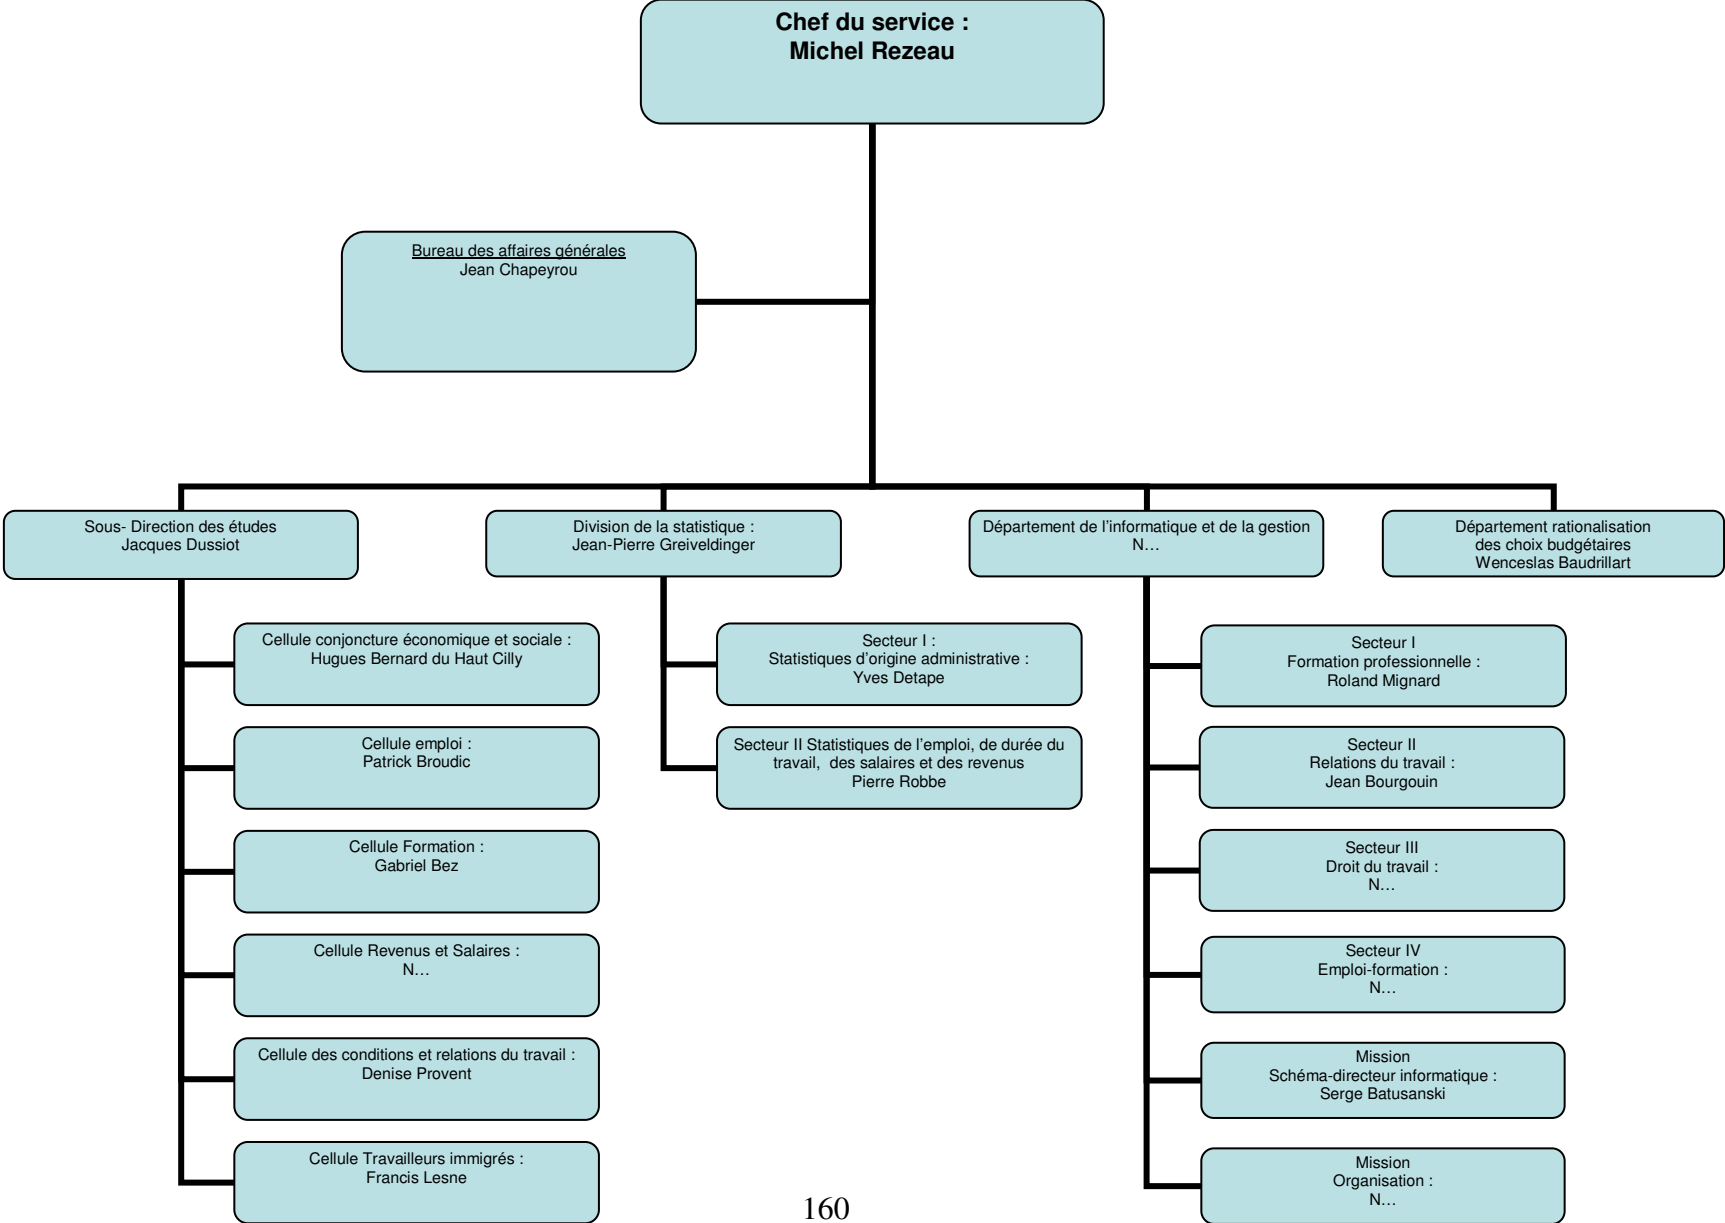 Chef du service :
Michel Rezeau
Bureau des affaires générales
Jean Chapeyrou
Sous- Direction des études
Jacques Dussiot
Cellule conjoncture économique et sociale :
Hugues Bernard du Haut Cilly
Cellule emploi :
Patrick Broudic
Cellule Formation :
Gabriel Bez
Cellule Revenus et Salaires :
N…
Cellule des conditions et relations du travail :
Denise Provent
Cellule Travailleurs immigrés :
Francis Lesne
Division de la statistique :
Jean-Pierre Greiveldinger
Secteur I :
Statistiques d'origine administrative :
Yves Detape
Secteur II Statistiques de l'emploi, de durée du
travail, des salaires et des revenus
Pierre Robbe
Département de l'informatique et de la gestion
N…
Secteur I
Formation professionnelle :
Roland Mignard
Secteur II
Relations du travail :
Jean Bourgouin
Secteur III
Droit du travail :
N…
Secteur IV
Emploi-formation :
N…
Mission
Schéma-directeur informatique :
Serge Batusanski
Mission
Organisation :
N…
Département rationalisation
des choix budgétaires
Wenceslas Baudrillart
160